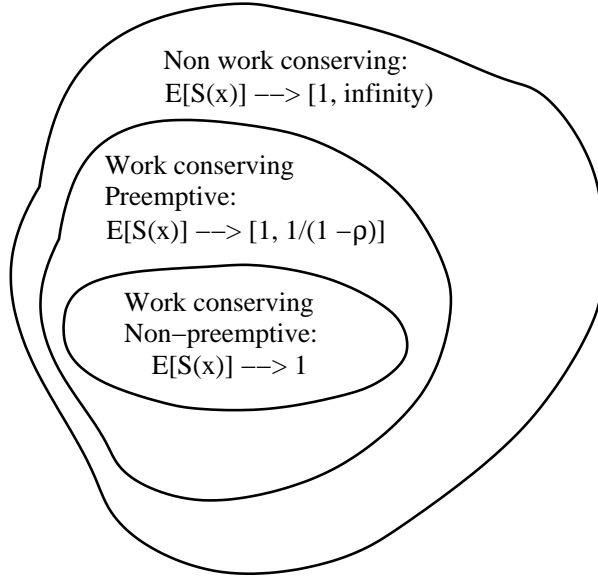 Non work conserving:
E[S(x)] −−> [1, infinity)
Work conserving
Preemptive:
E[S(x)] −−> [1, 1/(1 −ρ)]
Work conserving
Non−preemptive:
E[S(x)] −−> 1